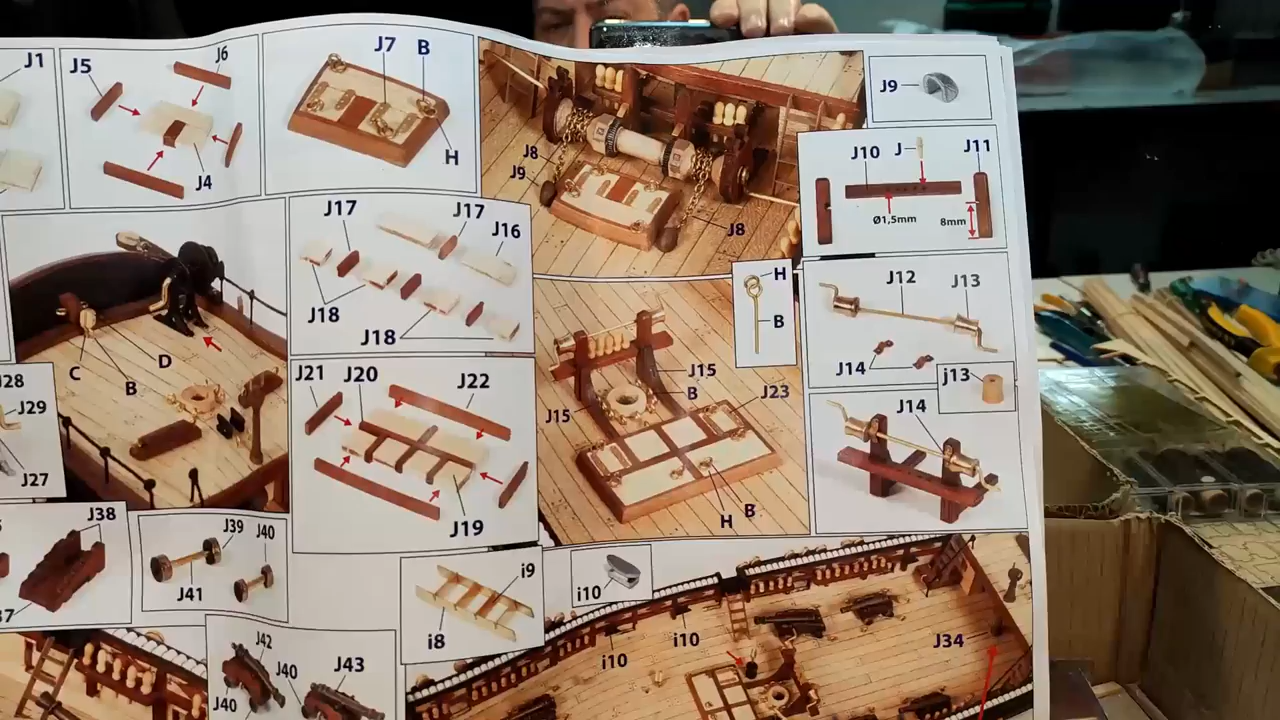 J1
J5
J6
J4
J7 B
H
J8
J9
J8
J9
J10 J J11
Ø1,5mm
8mm
J17
J17
J16
J18
J18
H
B
J12
J13
J14
j13
C
B
D
J15
B
J23
J15
H
B
J14
J28
J29
J27
J21
J20
J22
J19
J38
J39
J40
J41
i9
i8
i10
i10
i10
J34
J42
J40
J43
J40